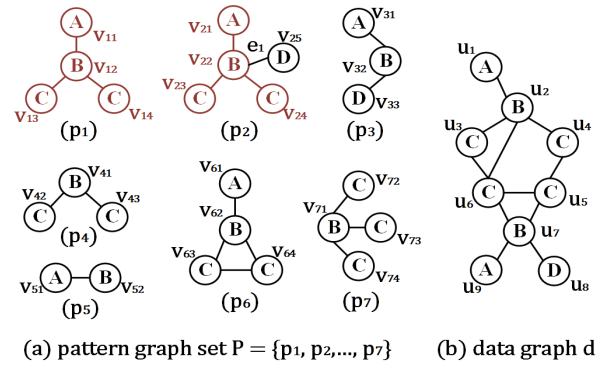 A v₁₁
B v₁₂
C C
v₁₃ v₁₄
(p₁)
v₂₁ A
v₂₂ B e₁ D v₂₅
v₂₃ C C
v₂₄
(p₂)
A v₃₁
v₃₂ B
D v₃₃
(p₃)
B v₄₁
v₄₂ v₄₃
C C
(p₄)
A B
v₅₁ v₅₂
(p₅)
v₆₁
A
v₆₂
B
v₆₃ v₆₄
C C
(p₆)
C v₇₂
v₇₁
B C
v₇₃
C v₇₄
(p₇)
u₁
A
u₂
B
u₃ u₄
C C
C C
u₆ u₅
B u₇
A D
u₉ u₈
(a) pattern graph set P = {p₁, p₂,..., p₇}
(b) data graph d